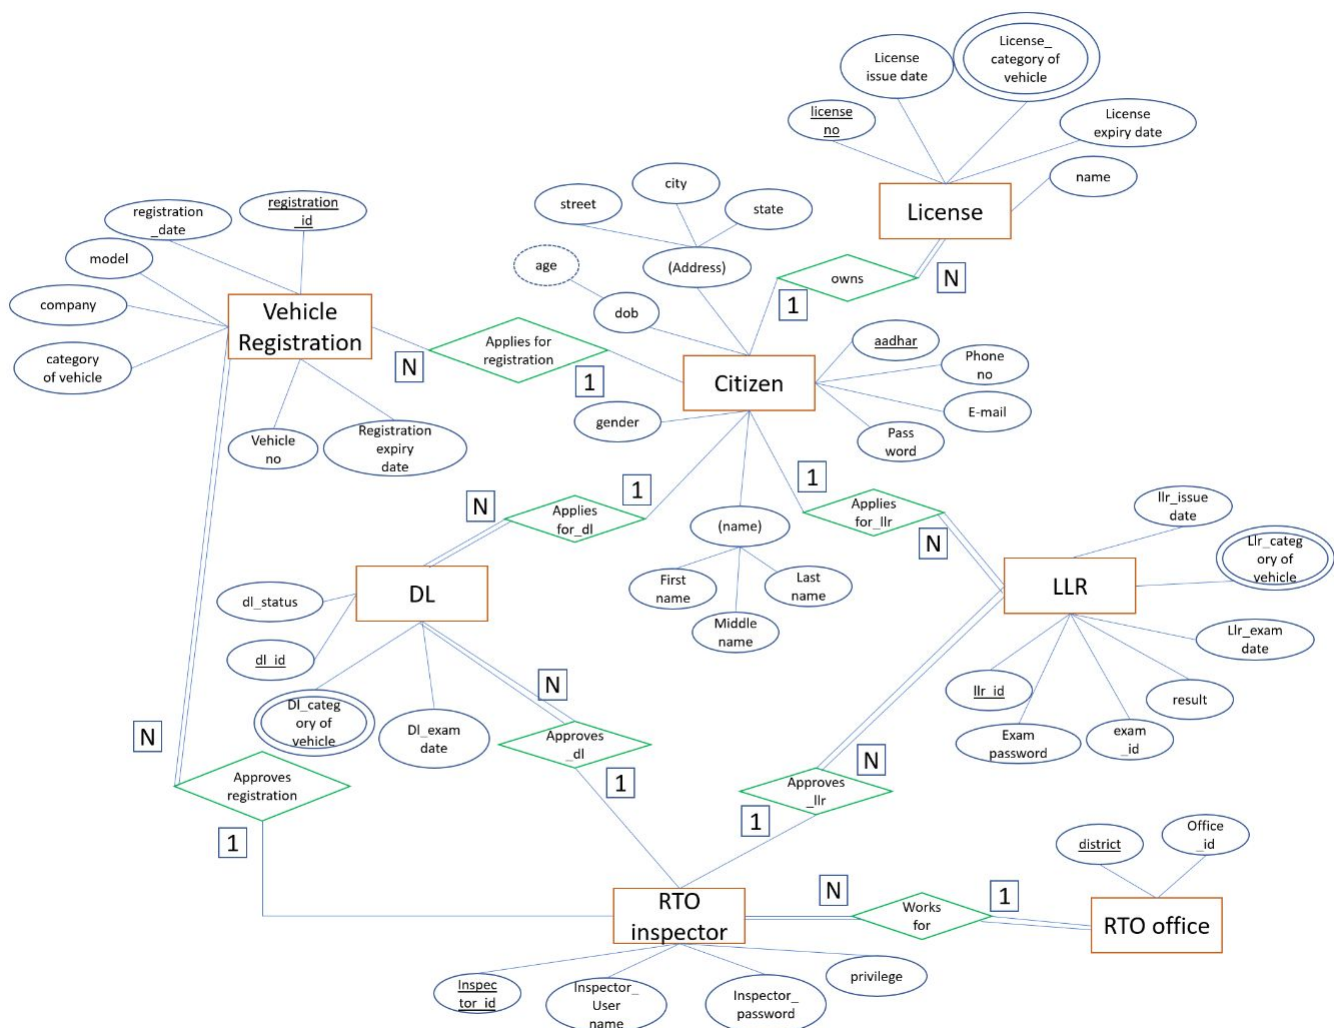 License_
category of
vehicle
License
issue date
license
no
License
expiry date
name
License
city
street
state
(Address)
age
dob
owns
N
1
registration
_id
registration
_date
model
company
category
of vehicle
Vehicle
Registration
N
Applies for
registration
1
Citizen
aadhar
Phone
no
E-mail
Pass
word
gender
Vehicle
no
Registration
expiry
date
N
Applies
for_dl
1
1
Applies
for_llr
N
(name)
First
name
Middle
name
Last
name
llr_issue
date
Llr_categ
ory of
vehicle
LLR
Llr_exam
date
result
exam
_id
Exam
password
llr_id
DL
dl_status
dl_id
Dl_categ
ory of
vehicle
Dl_exam
date
N
Approves
_dl
1
N
Approves
registration
1
N
Approves
_llr
1
RTO
inspector
N
Works
for
1
RTO office
district
Office
_id
Inspec
tor_id
Inspector_
User
name
Inspector_
password
privilege